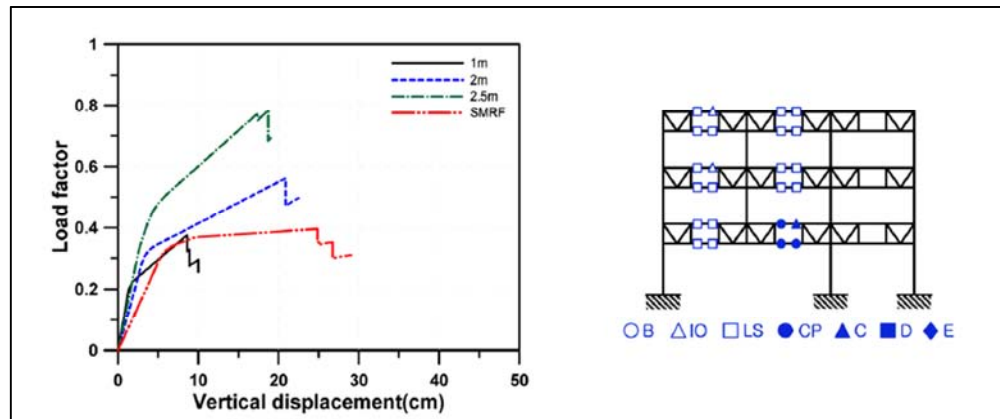 1
0.8
0.6
0.4
0.2
0
Load factor
1m
2m
2.5m
SMRF
0 10 20 30 40 50
Vertical displacement(cm)
B IO LS CP C D E